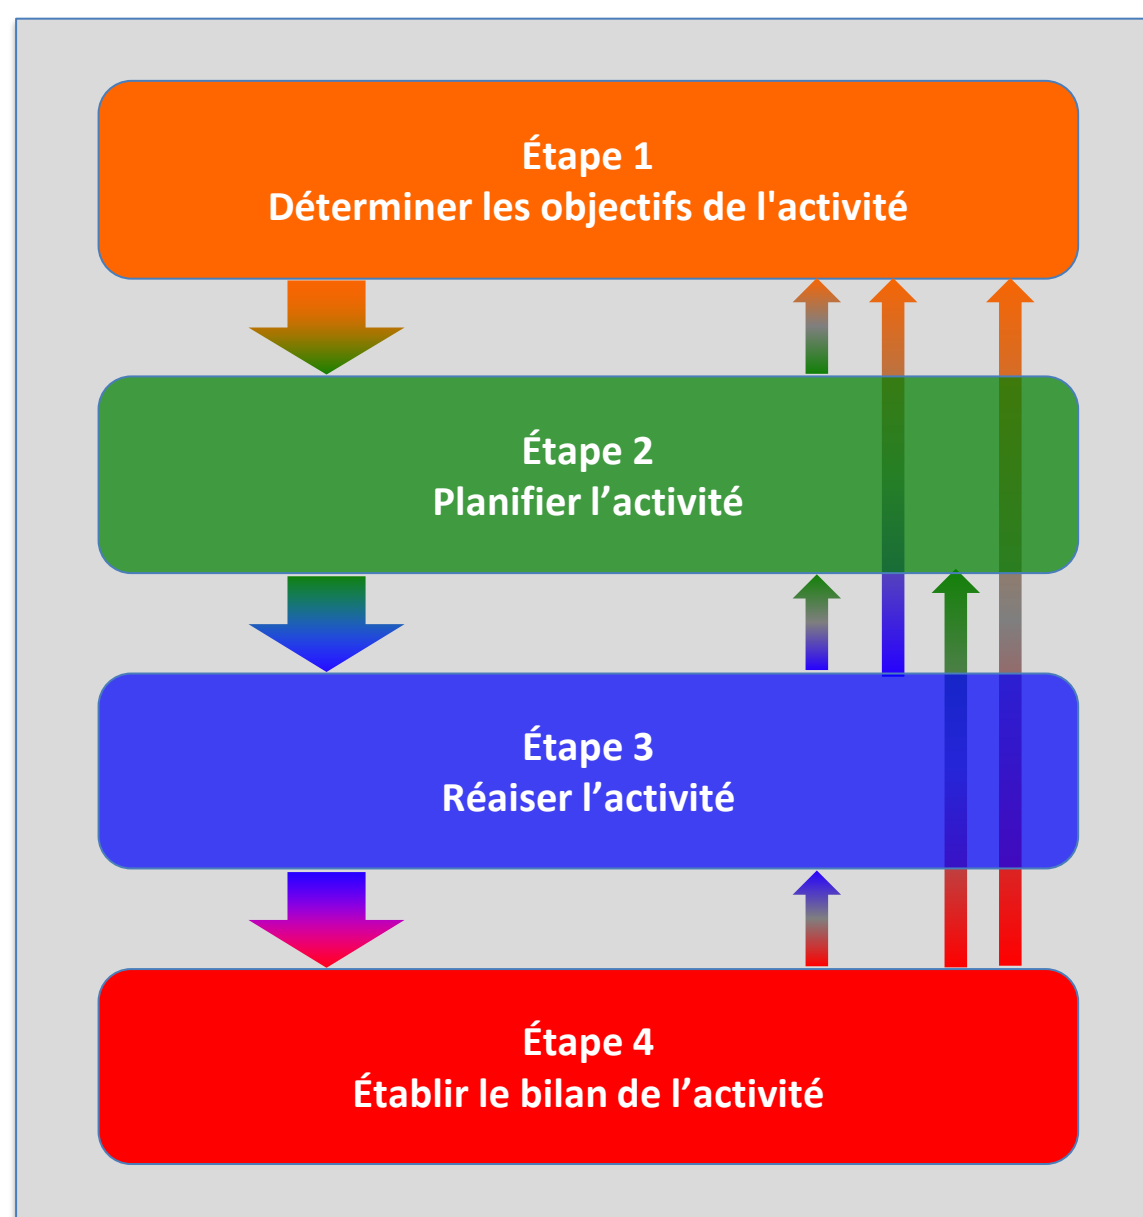 Étape 1
Déterminer les objectifs de l'activité
Étape 2
Planifier l’activité
Étape 3
Réaiser l’activité
Étape 4
Établir le bilan de l’activité